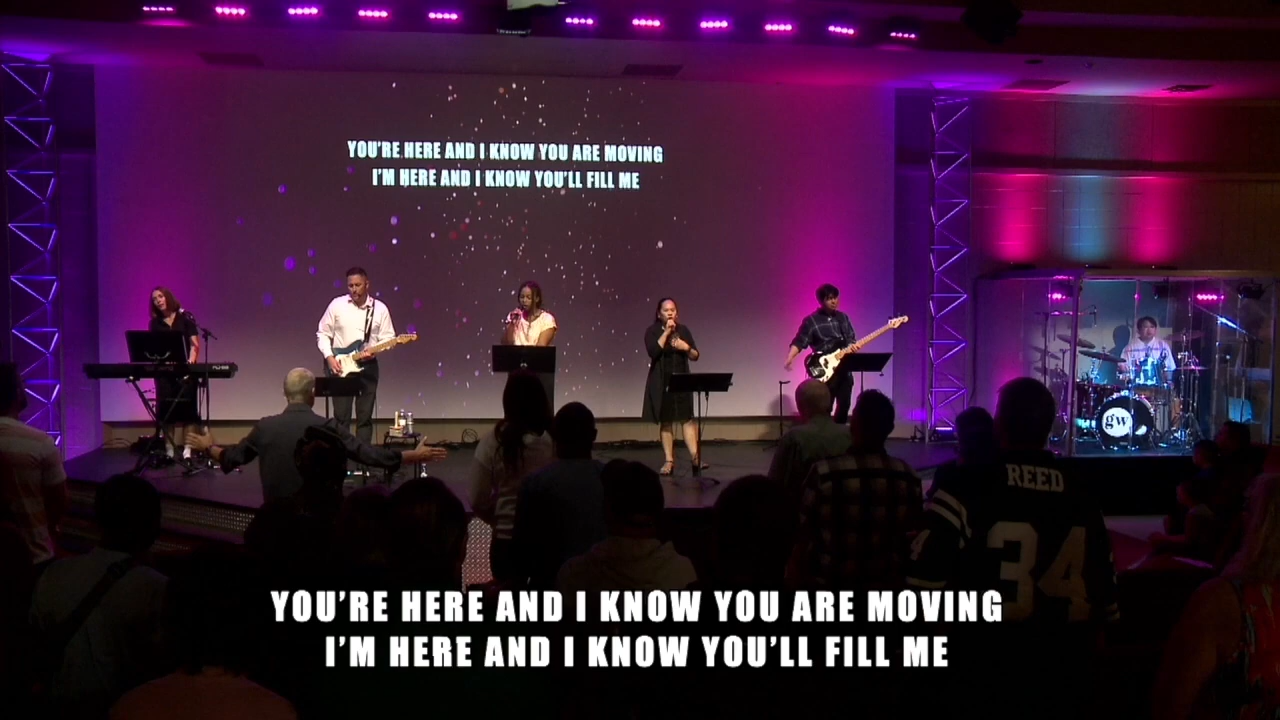 YOU'RE HERE AND I KNOW YOU ARE MOVING
I'M HERE AND I KNOW YOU'LL FILL ME
gw
REED
34
YOU'RE HERE AND I KNOW YOU ARE MOVING
I'M HERE AND I KNOW YOU'LL FILL ME